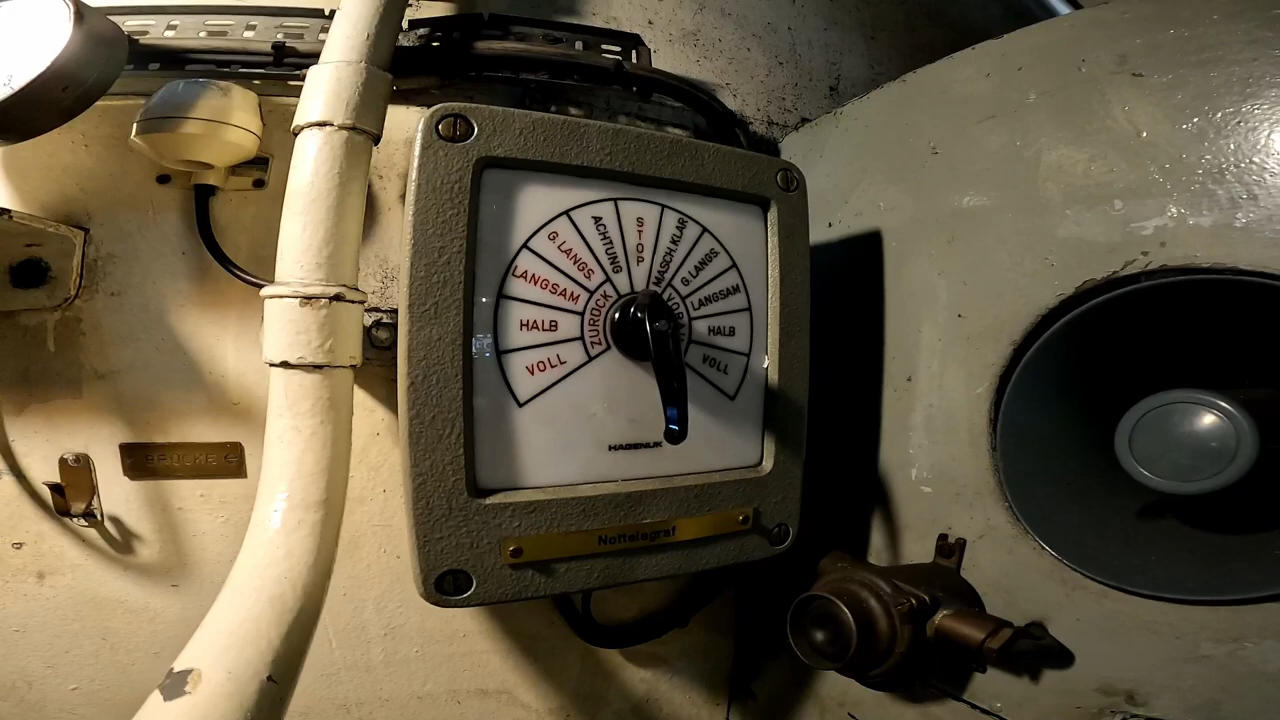 STOP
ACHTUNG
MASCH. KLAR
G. LANGS.
G. LANGS.
LANGSAM
LANGSAM
HALB
HALB
VOLL
VOLL
ZURÜCK
VORAUS
HAGENUK
Nottelegraf
BRÜCKE